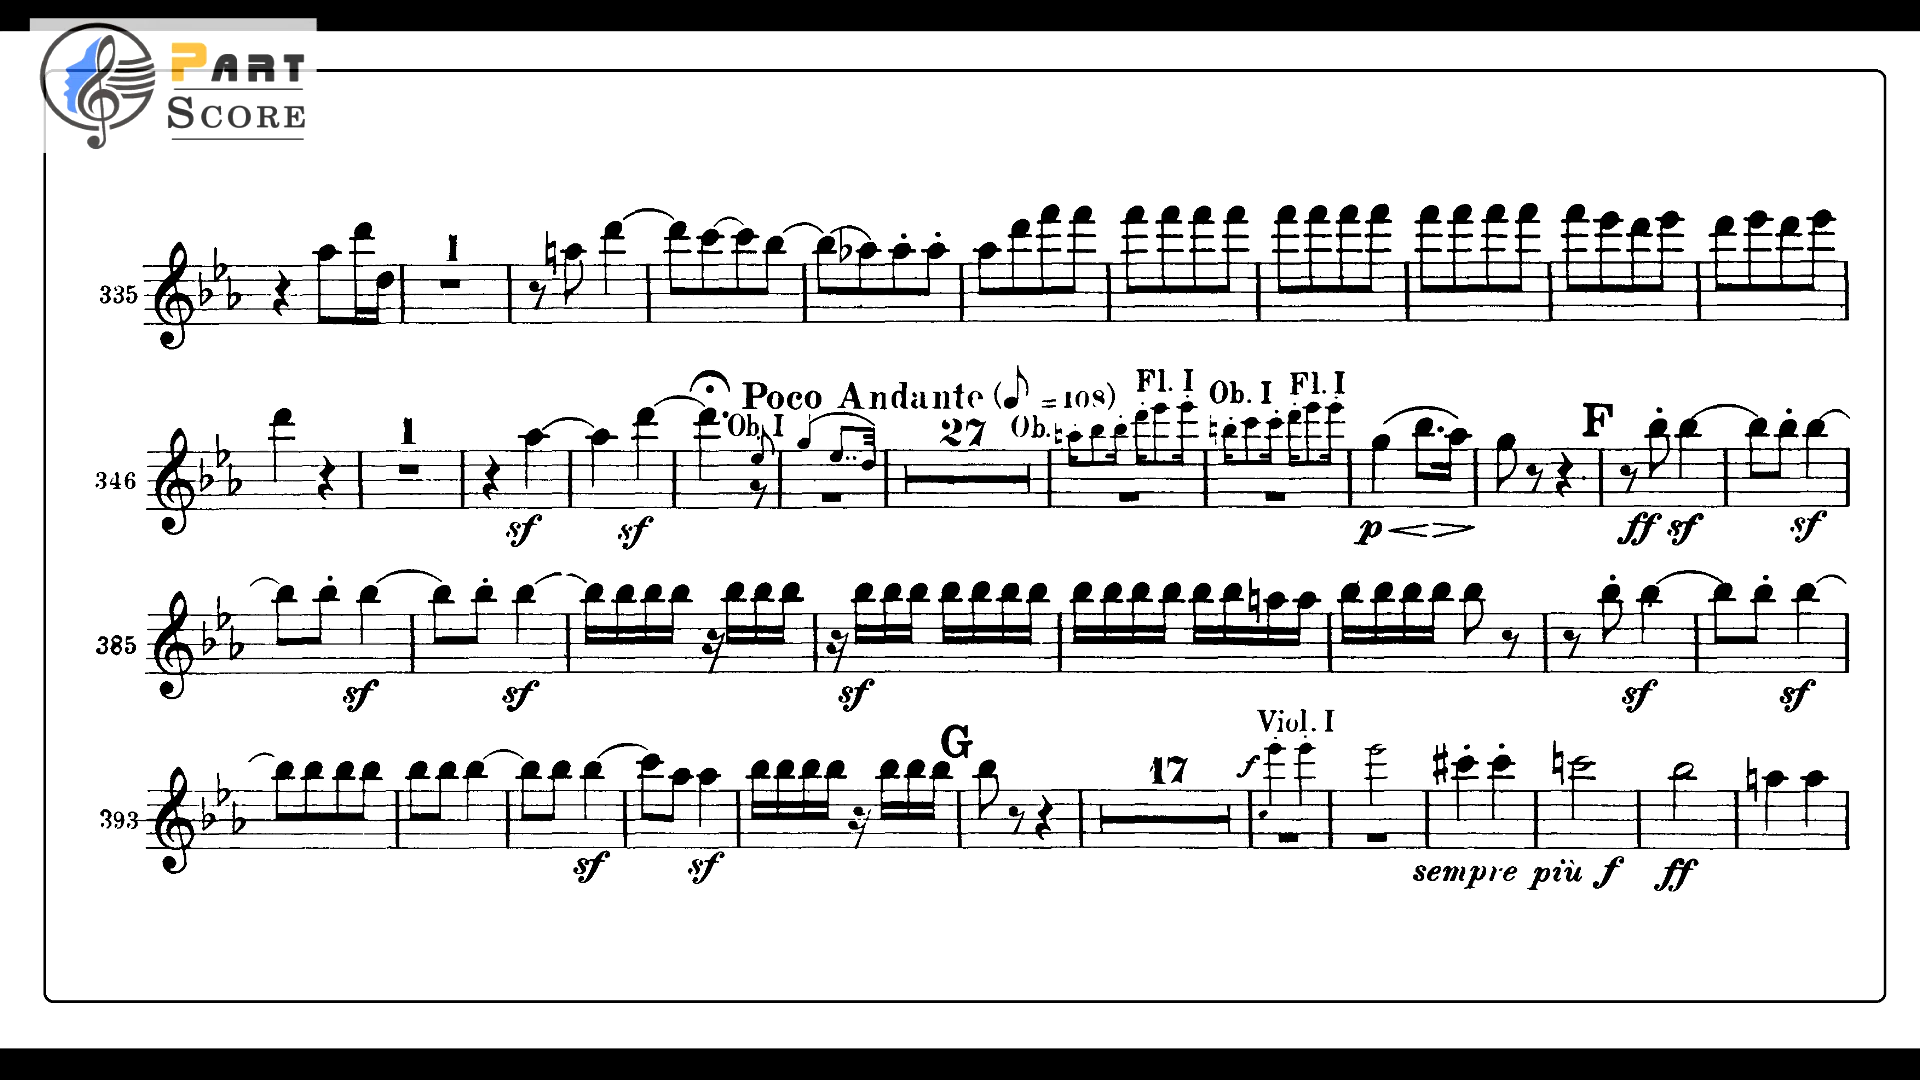 PART
SCORE
335
1
Poco Andante (♪ = 108)
Fl. I
Ob. I
Fl. I
Ob. I
27
Ob.
1
F
346
sf
sf
p
ff sf
sf
385
sf
sf
sf
sf
sf
Viol. I
G
17
f
393
sf
sf
sempre più f
ff